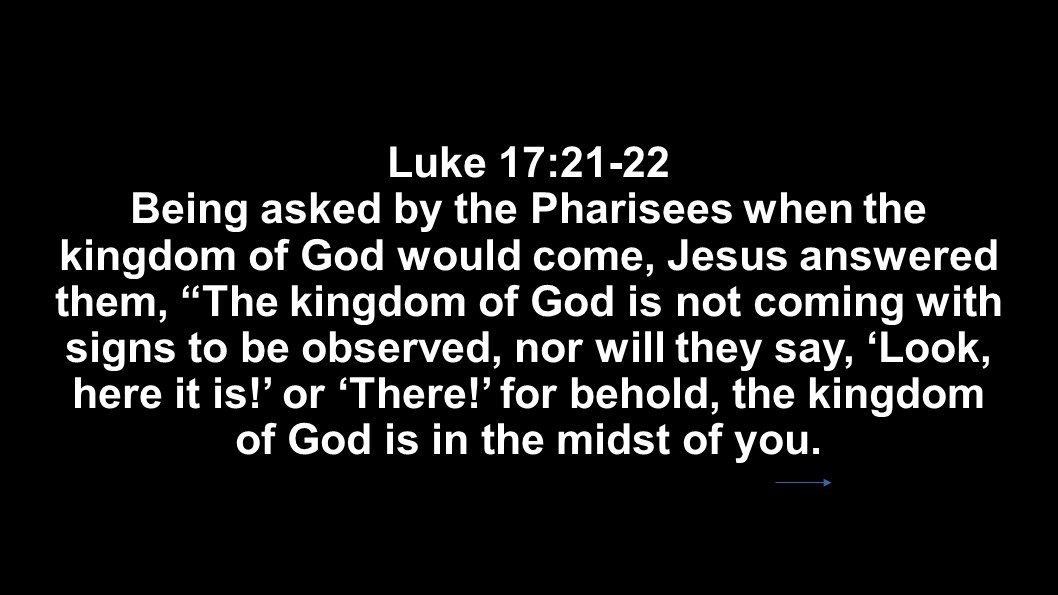 Luke 17:21-22
Being asked by the Pharisees when the
kingdom of God would come, Jesus answered
them, “The kingdom of God is not coming with
signs to be observed, nor will they say, ‘Look,
here it is!’ or ‘There!’ for behold, the kingdom
of God is in the midst of you.